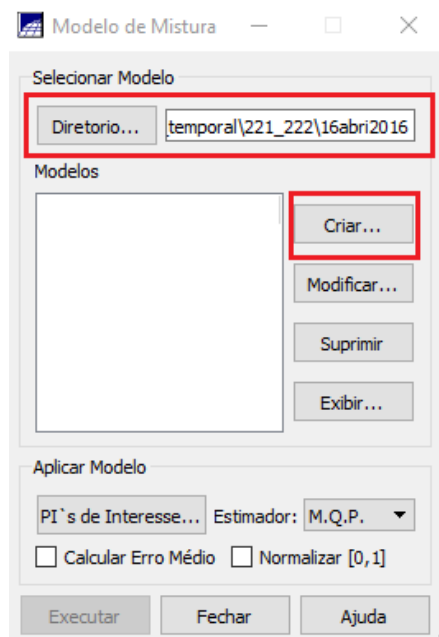 Modelo de Mistura
Selecionar Modelo
Diretorio... temporal\221_222\16abri2016
Modelos
Criar...
Modificar...
Suprimir
Exibir...
Aplicar Modelo
PI`s de Interesse... Estimador: M.Q.P.
Calcular Erro Médio Normalizar [0,1]
Executar Fechar Ajuda